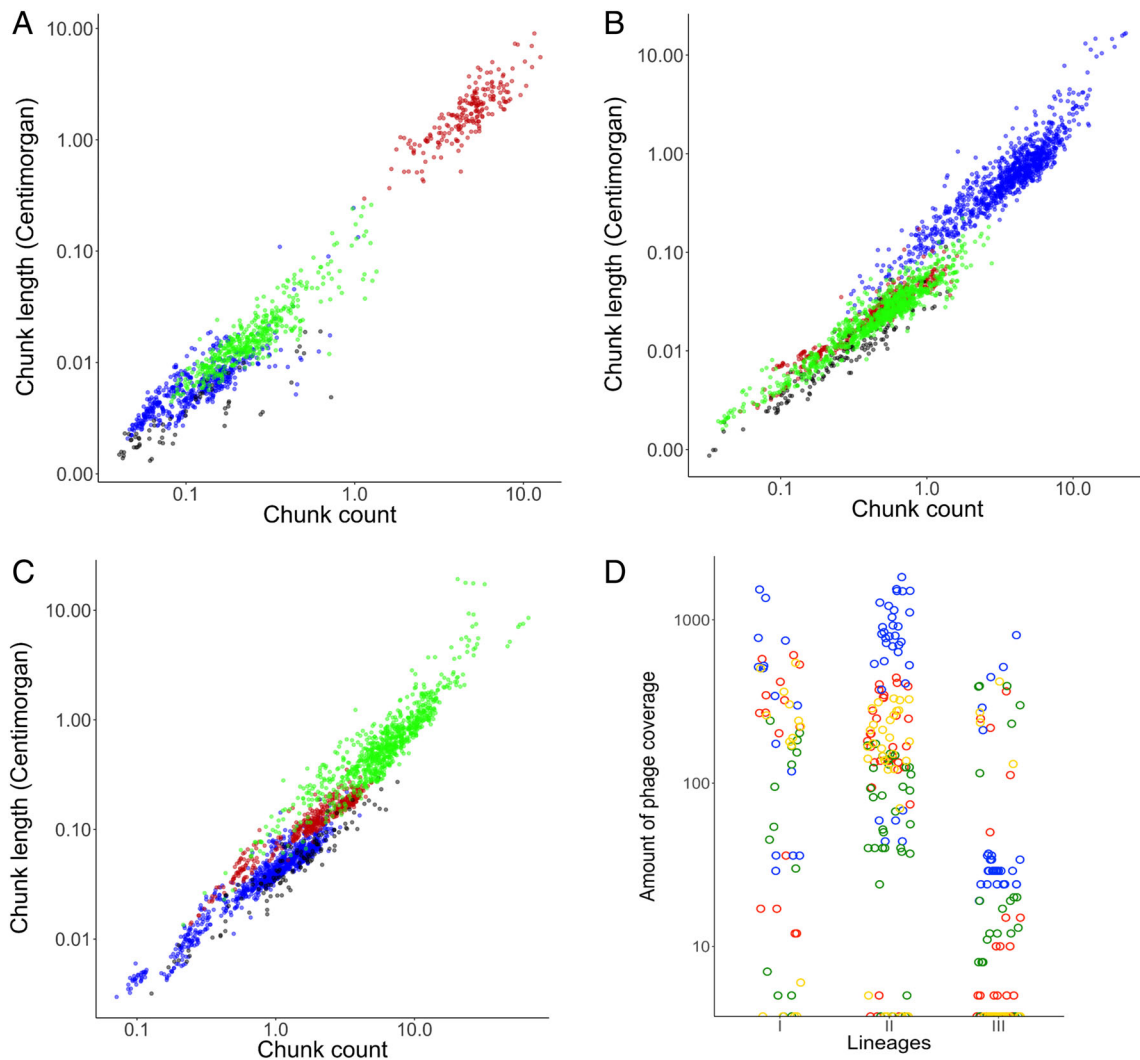 A
Chunk length (Centimorgan)
10.00
1.00
0.10
0.01
0.00
0.1
1.0
10.0
Chunk count
B
Chunk length (Centimorgan)
10.00
1.00
0.10
0.01
0.00
0.1
1.0
10.0
Chunk count
C
Chunk length (Centimorgan)
10.00
1.00
0.10
0.01
0.1
1.0
10.0
Chunk count
D
Amount of phage coverage
1000
100
10
I
II
III
Lineages